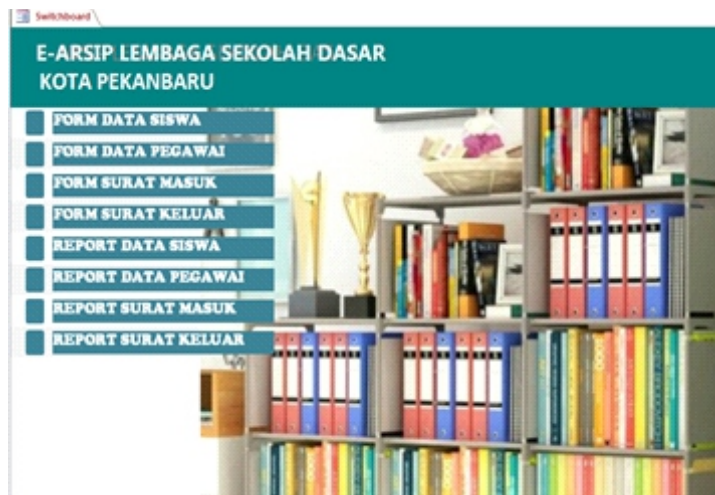 Switchboard
E-ARSIP LEMBAGA SEKOLAH DASAR
KOTA PEKANBARU
FORM DATA SISWA
FORM DATA PEGAWAI
FORM SURAT MASUK
FORM SURAT KELUAR
REPORT DATA SISWA
REPORT DATA PEGAWAI
REPORT SURAT MASUK
REPORT SURAT KELUAR